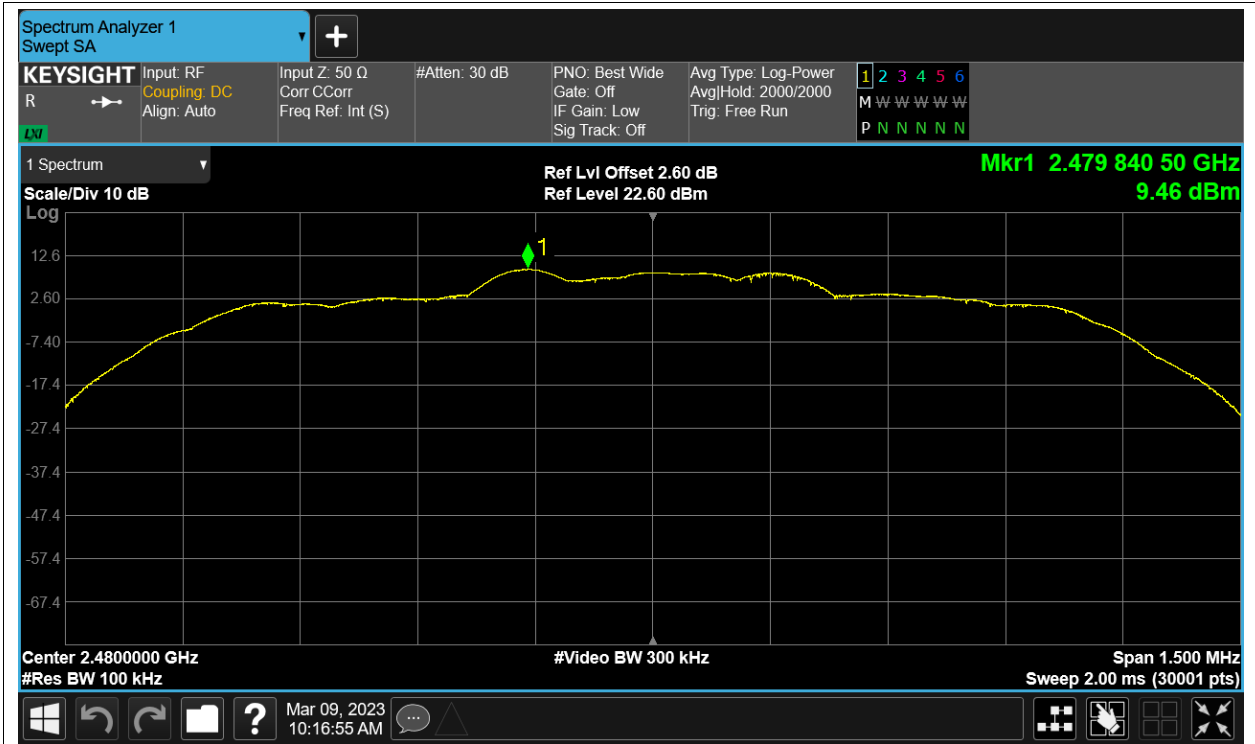 Spectrum Analyzer 1
Swept SA
KEYSIGHT
R
LXI
Input: RF
Coupling: DC
Align: Auto
Input Z: 50 Ω
Corr CCorr
Freq Ref: Int (S)
#Atten: 30 dB
PNO: Best Wide
Gate: Off
IF Gain: Low
Sig Track: Off
Avg Type: Log-Power
Avg|Hold: 2000/2000
Trig: Free Run
1 2 3 4 5 6
M W W W W W
P N N N N N
1 Spectrum
Scale/Div 10 dB
Log
Ref Lvl Offset 2.60 dB
Ref Level 22.60 dBm
Mkr1 2.479 840 50 GHz
9.46 dBm
1
12.6
2.60
-7.40
-17.4
-27.4
-37.4
-47.4
-57.4
-67.4
Center 2.4800000 GHz
#Video BW 300 kHz
Span 1.500 MHz
#Res BW 100 kHz
Sweep 2.00 ms (30001 pts)
?
Mar 09, 2023
10:16:55 AM